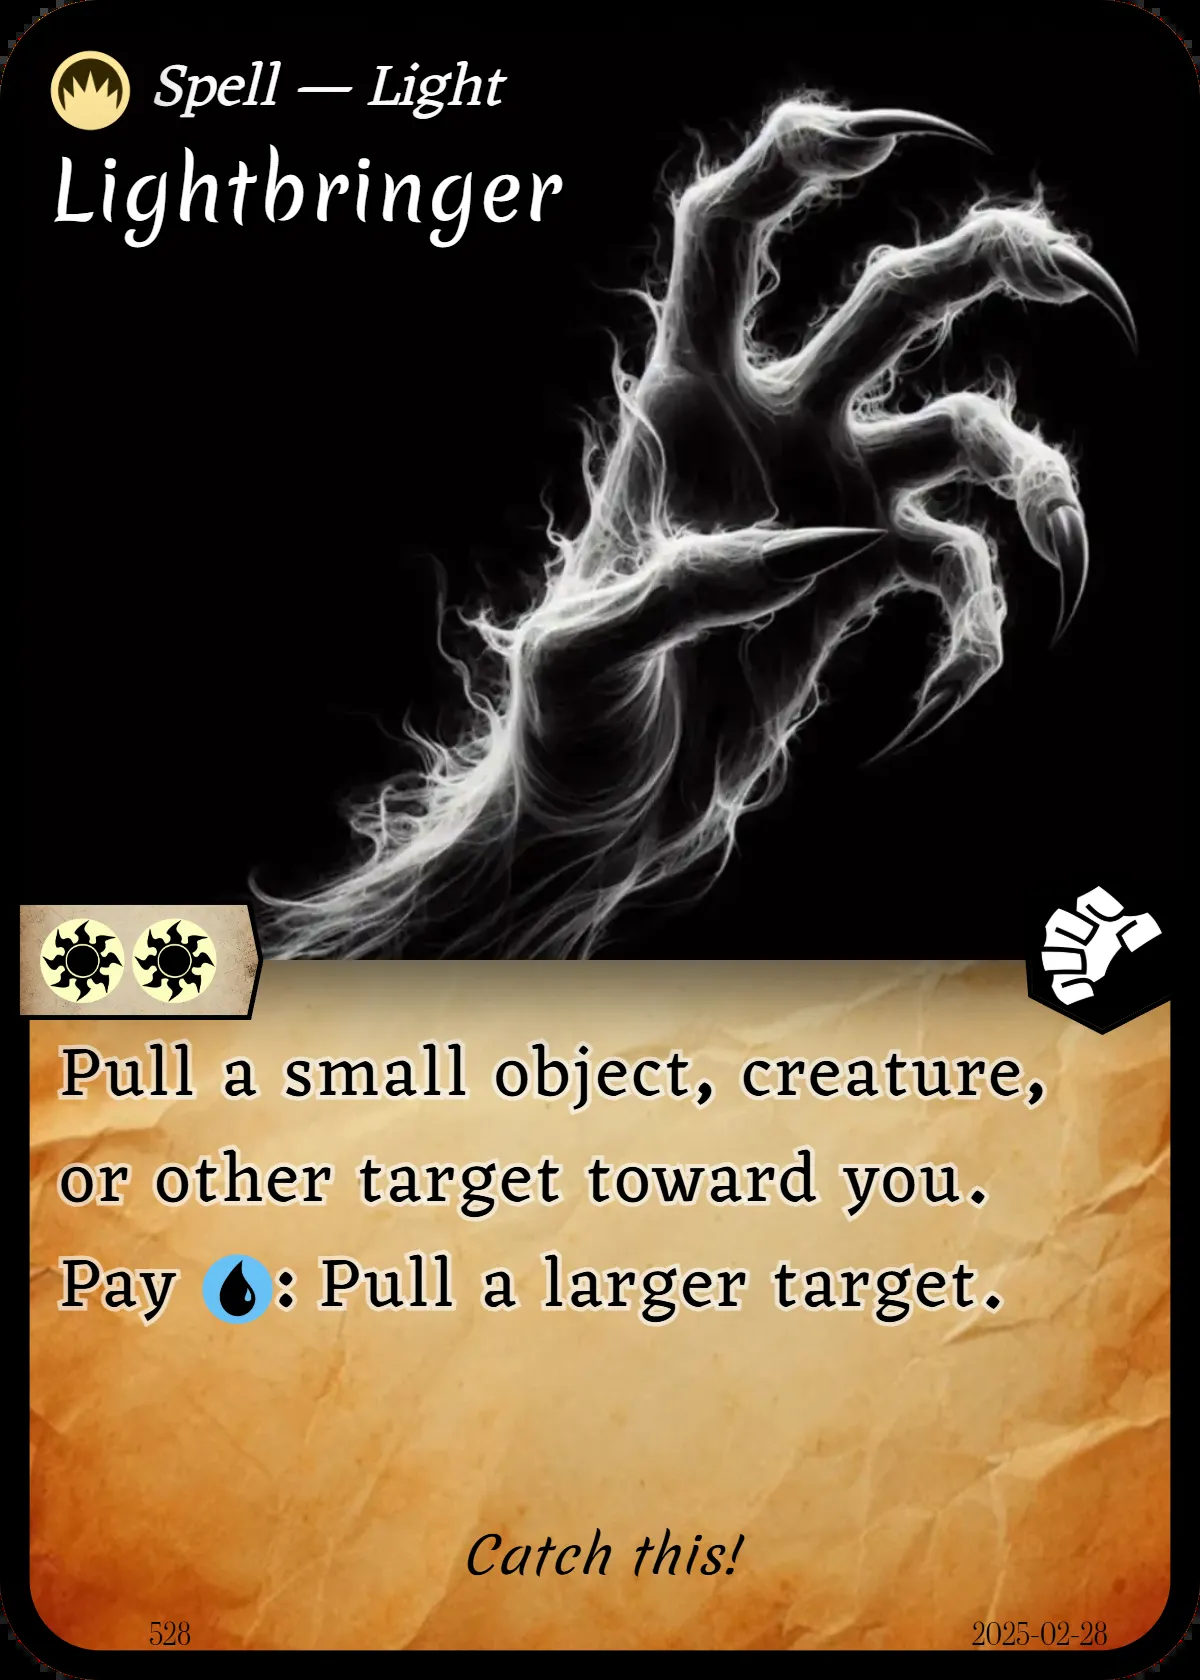 Spell — Light
Lightbringer
Pull a small object, creature,
or other target toward you.
Pay : Pull a larger target.
Catch this!
528
2025-02-28